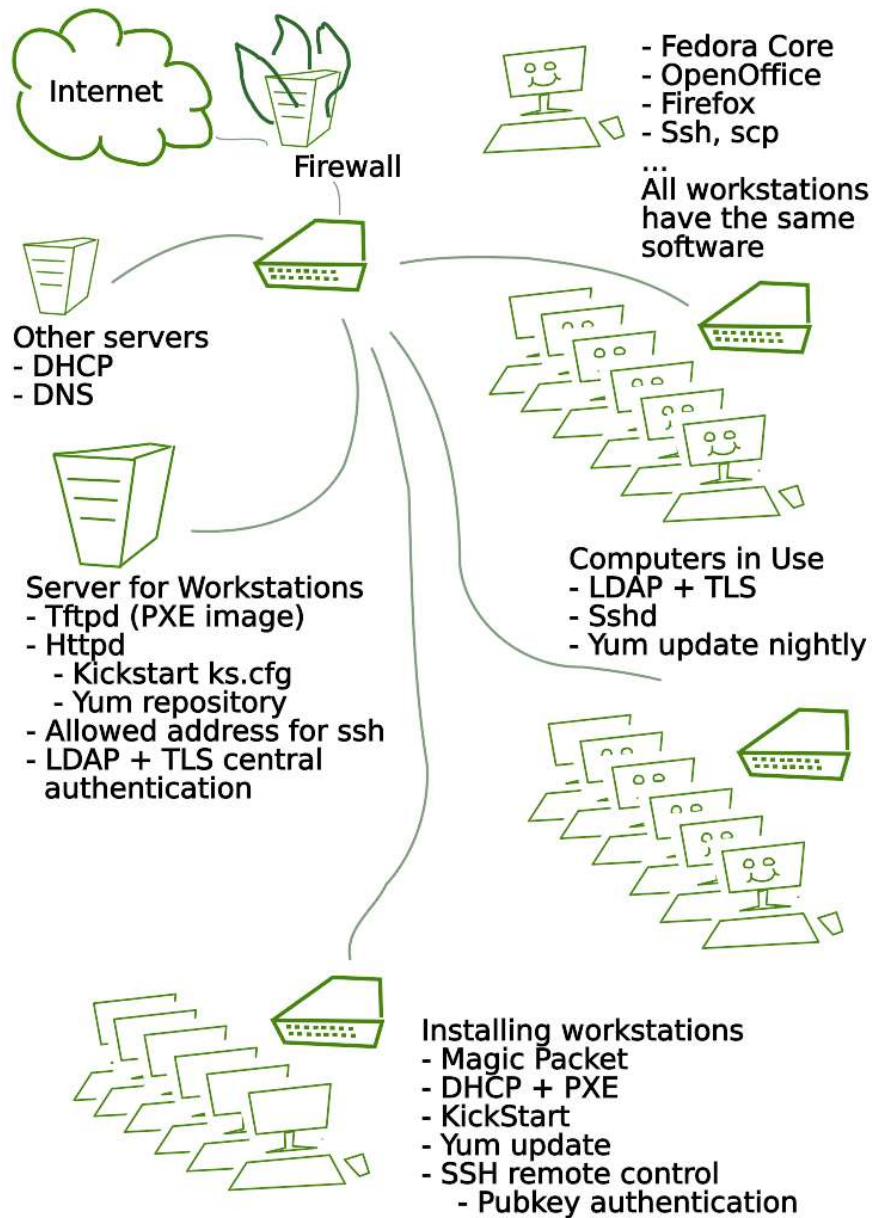 Internet
Firewall
- Fedora Core
- OpenOffice
- Firefox
- Ssh, scp
...
All workstations
have the same
software
Other servers
- DHCP
- DNS
Server for Workstations
- Tftpd (PXE image)
- Httpd
- Kickstart ks.cfg
- Yum repository
- Allowed address for ssh
- LDAP + TLS central
authentication
Computers in Use
- LDAP + TLS
- Sshd
- Yum update nightly
Installing workstations
- Magic Packet
- DHCP + PXE
- KickStart
- Yum update
- SSH remote control
- Pubkey authentication